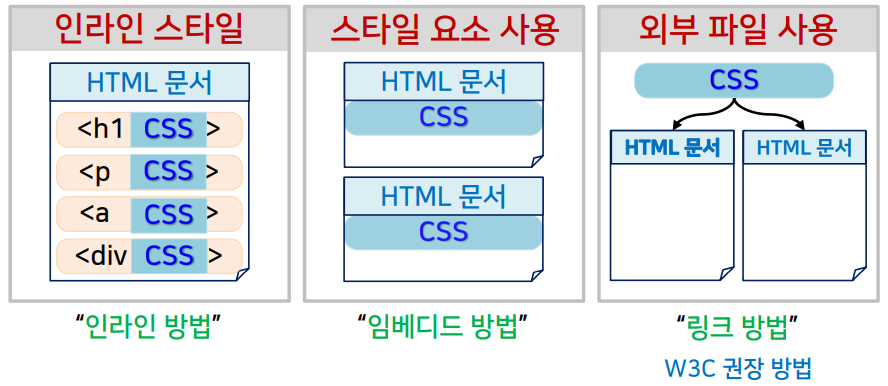 인라인 스타일
HTML 문서
<h1 CSS >
<p CSS >
<a CSS >
<div CSS >
“인라인 방법”
스타일 요소 사용
HTML 문서
CSS
HTML 문서
CSS
“임베디드 방법”
외부 파일 사용
CSS
HTML 문서
HTML 문서
“링크 방법”
W3C 권장 방법